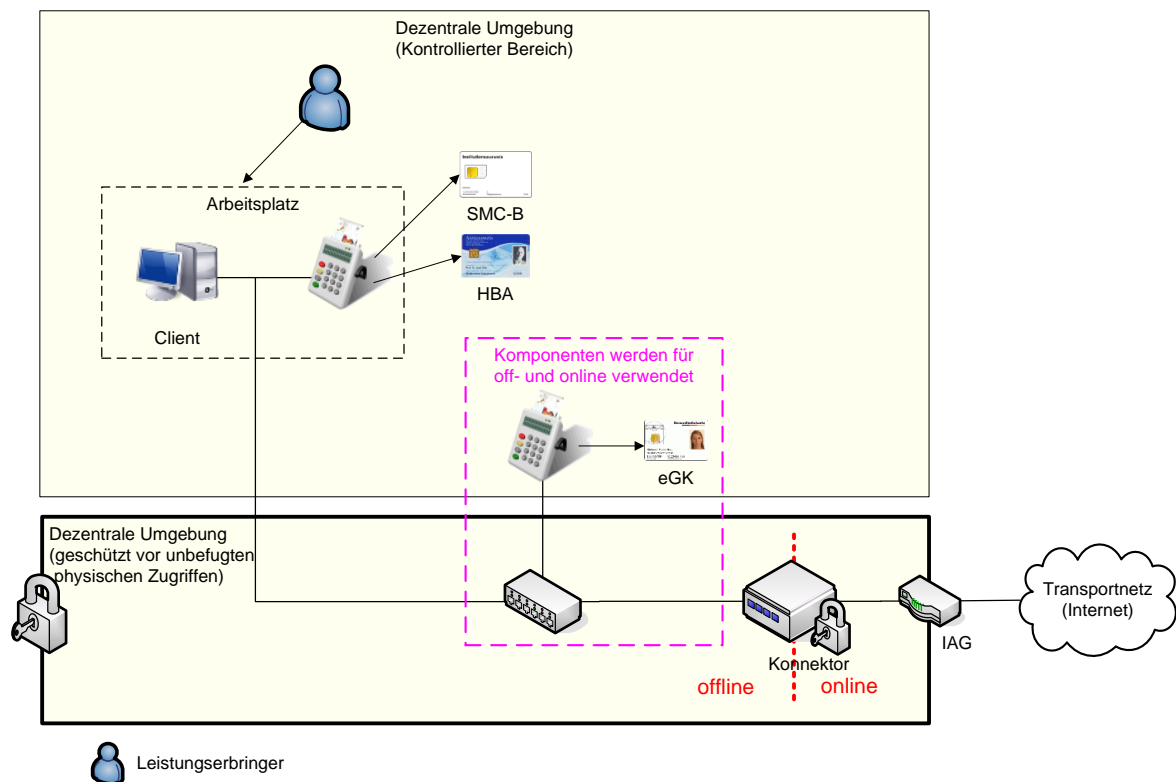 Dezentrale Umgebung
(Kontrollierter Bereich)
Arbeitsplatz
SMC-B
HBA
Client
Komponenten werden für
off- und online verwendet
eGK
Dezentrale Umgebung
(geschützt vor unbefugten
physischen Zugriffen)
Transportnetz
(Internet)
IAG
Konnektor
offline
online
Leistungserbringer